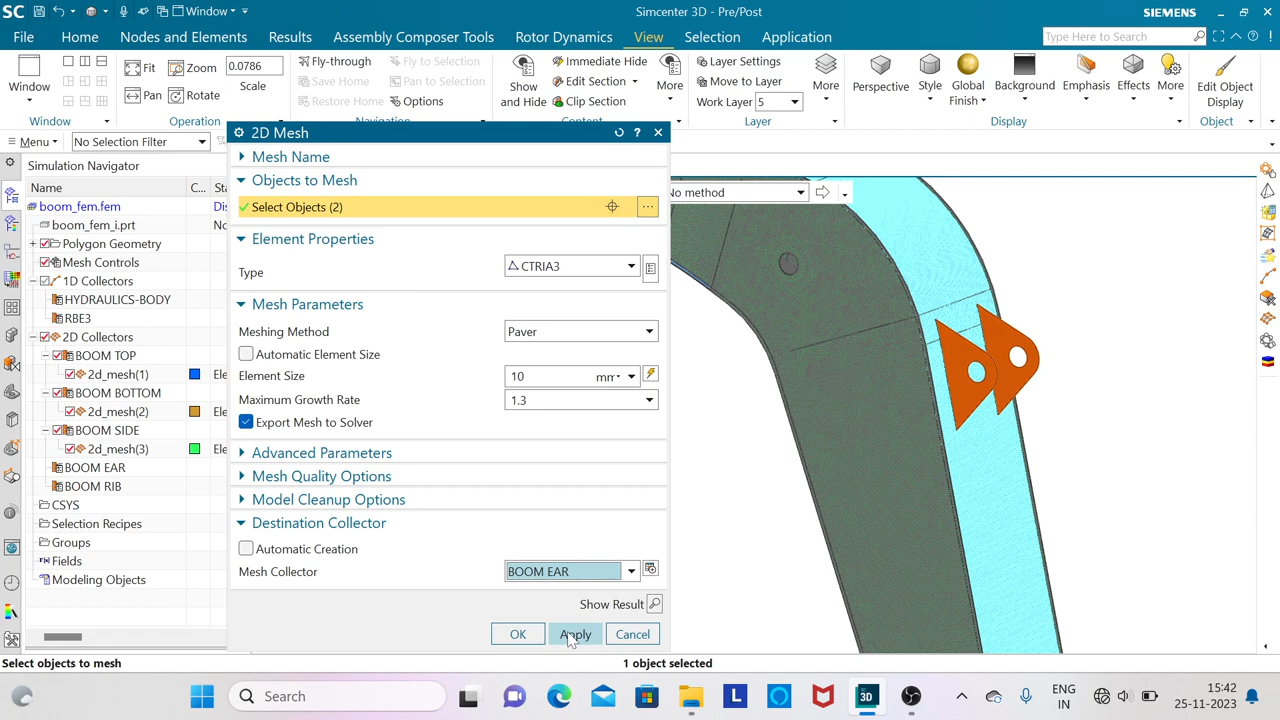 SC
Window
Simcenter 3D - Pre/Post
SIEMENS
File
Home
Nodes and Elements
Results
Assembly Composer Tools
Rotor Dynamics
View
Selection
Application
Type Here to Search
Window
Fit
Zoom
0.0786
Pan
Rotate
Scale
Fly-through
Fly to Selection
Save Home
Pan to Selection
Restore Home
Options
Show and Hide
Immediate Hide
Edit Section
Clip Section
More
Layer Settings
Move to Layer
Work Layer 5
More
Perspective
Style
Global Finish
Background
Emphasis
Effects
More
Edit Object Display
Window
Operation
Content
Layer
Display
Object
Menu
No Selection Filter
No method
Simulation Navigator
Name
C...
Sta
boom_fem.fem
Dis
boom_fem_i.prt
No
Polygon Geometry
Mesh Controls
1D Collectors
HYDRAULICS-BODY
RBE3
2D Collectors
BOOM TOP
2d_mesh(1)
Ele
BOOM BOTTOM
2d_mesh(2)
Ele
BOOM SIDE
2d_mesh(3)
Ele
BOOM EAR
BOOM RIB
CSYS
Selection Recipes
Groups
Fields
Modeling Objects
2D Mesh
Mesh Name
Objects to Mesh
Select Objects (2)
Element Properties
Type
CTRIA3
Mesh Parameters
Meshing Method
Paver
Automatic Element Size
Element Size
10
mm
Maximum Growth Rate
1.3
Export Mesh to Solver
Advanced Parameters
Mesh Quality Options
Model Cleanup Options
Destination Collector
Automatic Creation
Mesh Collector
BOOM EAR
Show Result
OK
Apply
Cancel
Select objects to mesh
1 object selected
Search
ENG
IN
15:42
25-11-2023